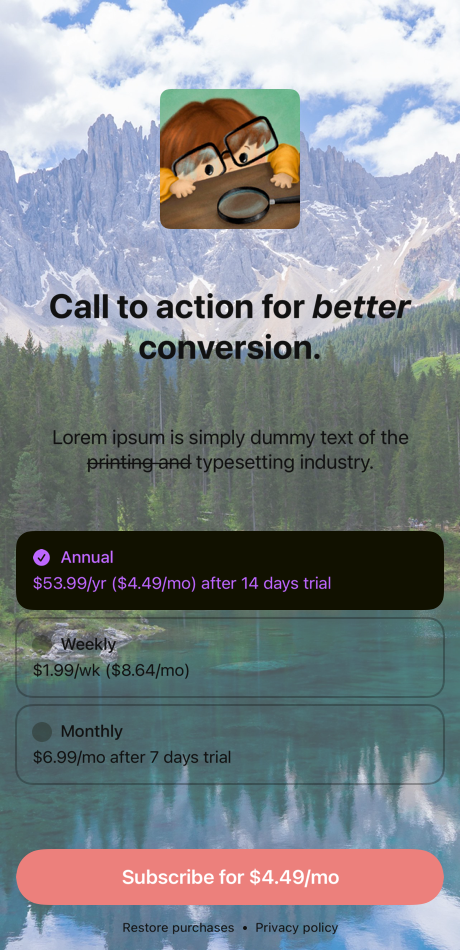 Call to action for better
conversion.
Lorem ipsum is simply dummy text of the
printing and typesetting industry.
Annual
$53.99/yr ($4.49/mo) after 14 days trial
Weekly
$1.99/wk ($8.64/mo)
Monthly
$6.99/mo after 7 days trial
Subscribe for $4.49/mo
Restore purchases • Privacy policy